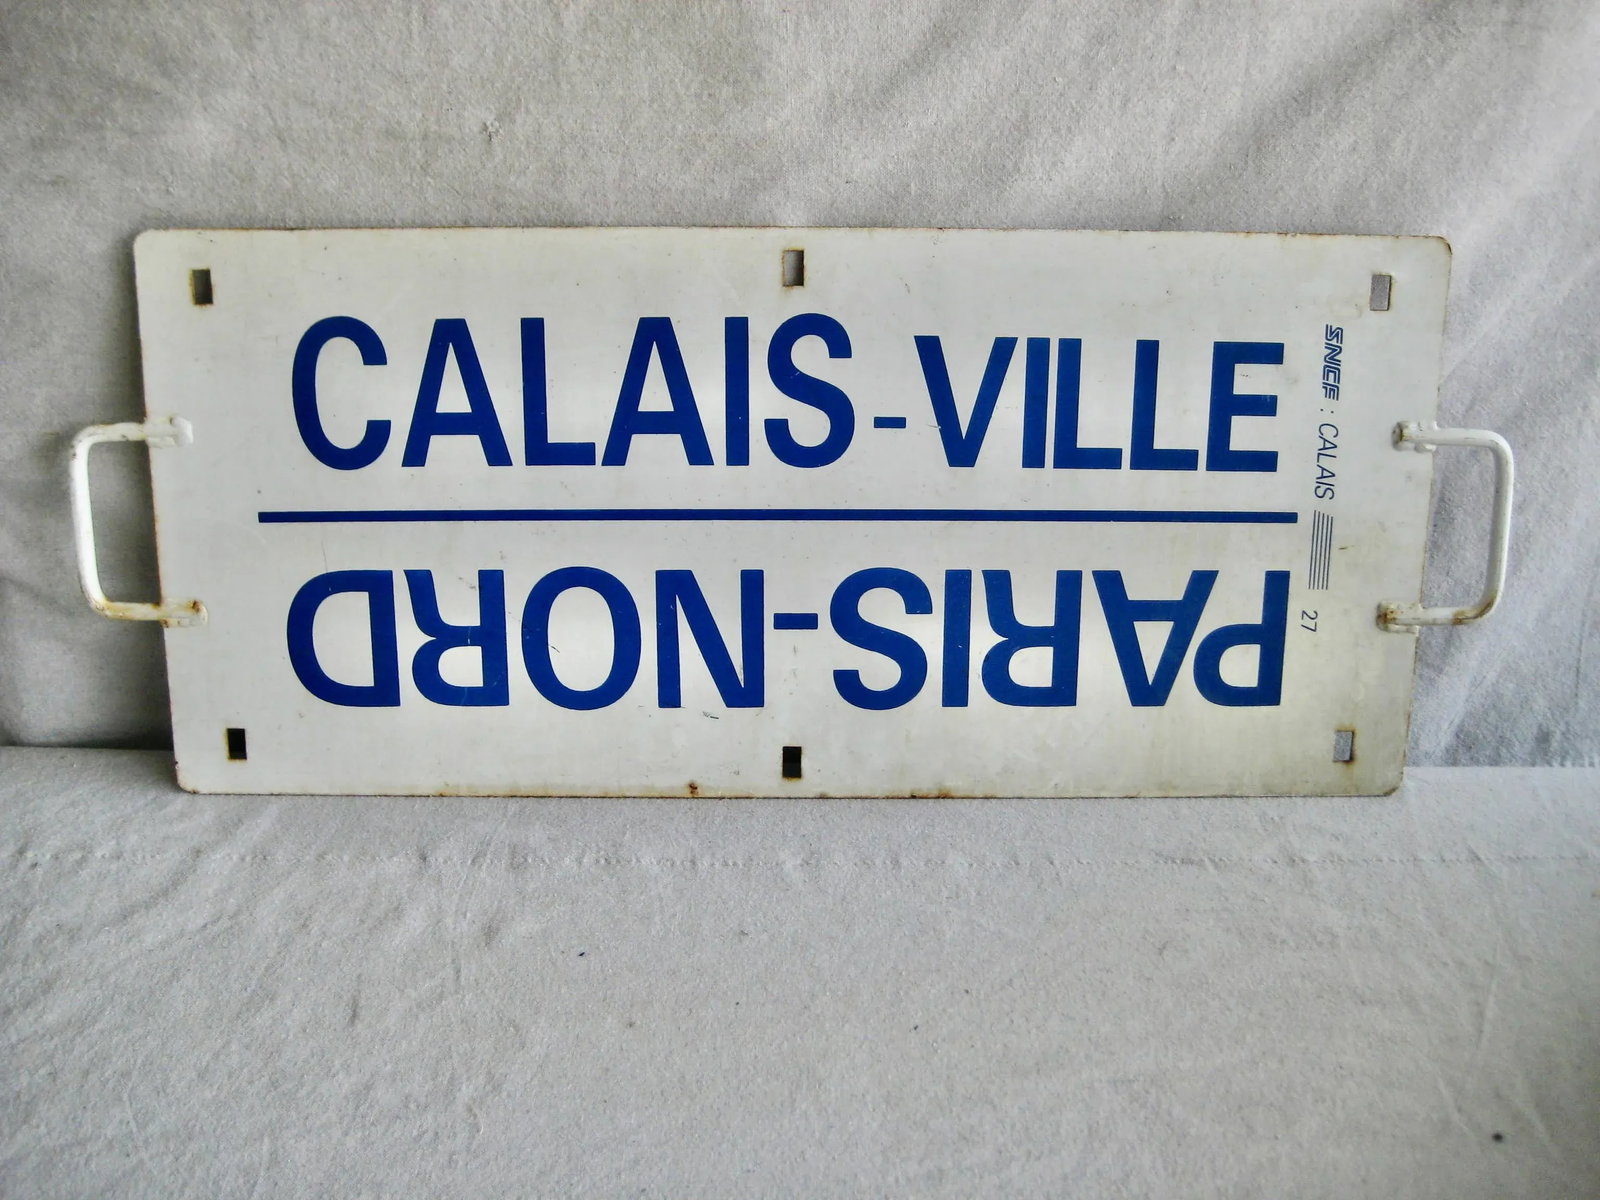 CALAIS - VILLE
PARIS-NORD
SNCF : CALAIS 27